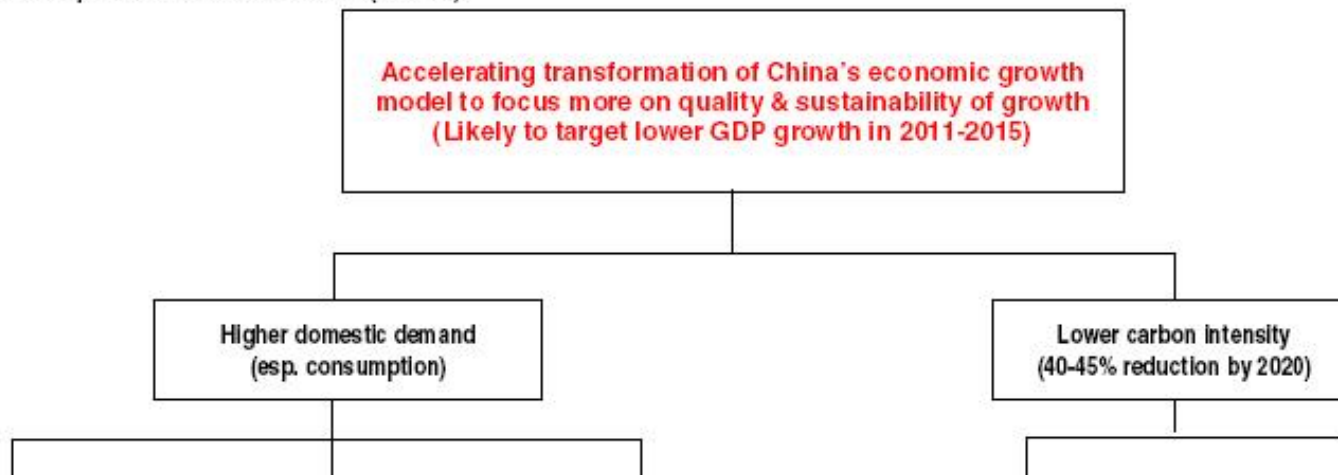 Accelerating transformation of China's economic growth
model to focus more on quality & sustainability of growth
(Likely to target lower GDP growth in 2011-2015)
Higher domestic demand
(esp. consumption)
Lower carbon intensity
(40-45% reduction by 2020)